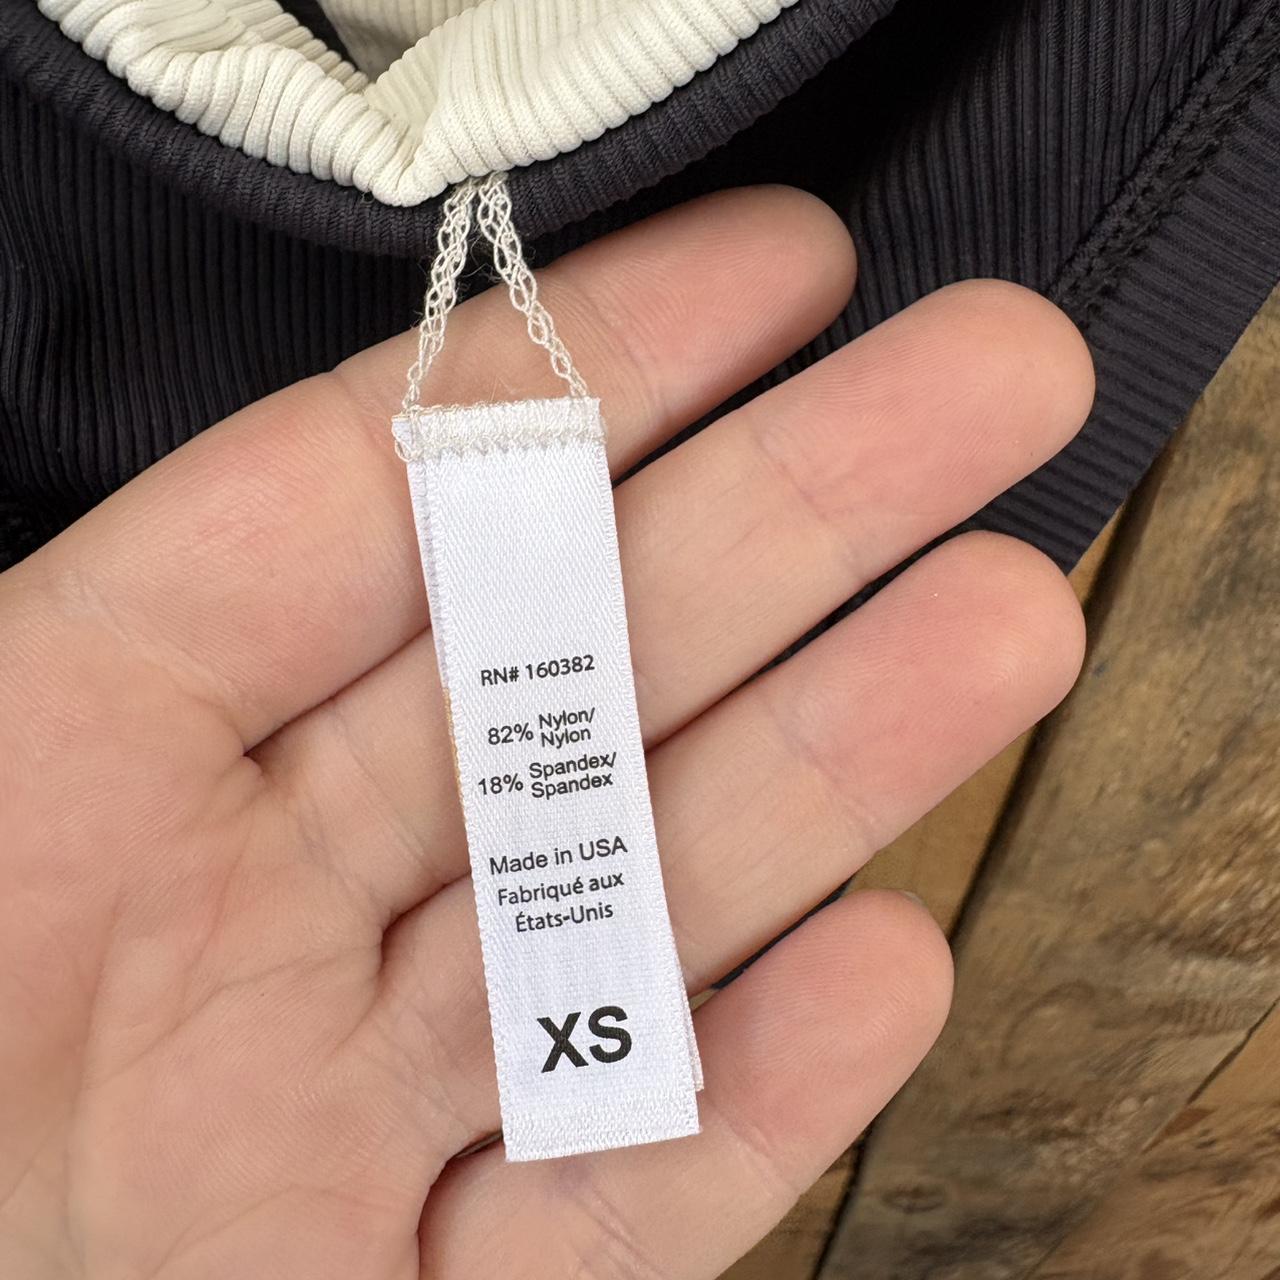 RN# 160382
82% Nylon/
Nylon
18% Spandex/
Spandex
Made in USA
Fabriqué aux
États-Unis
XS